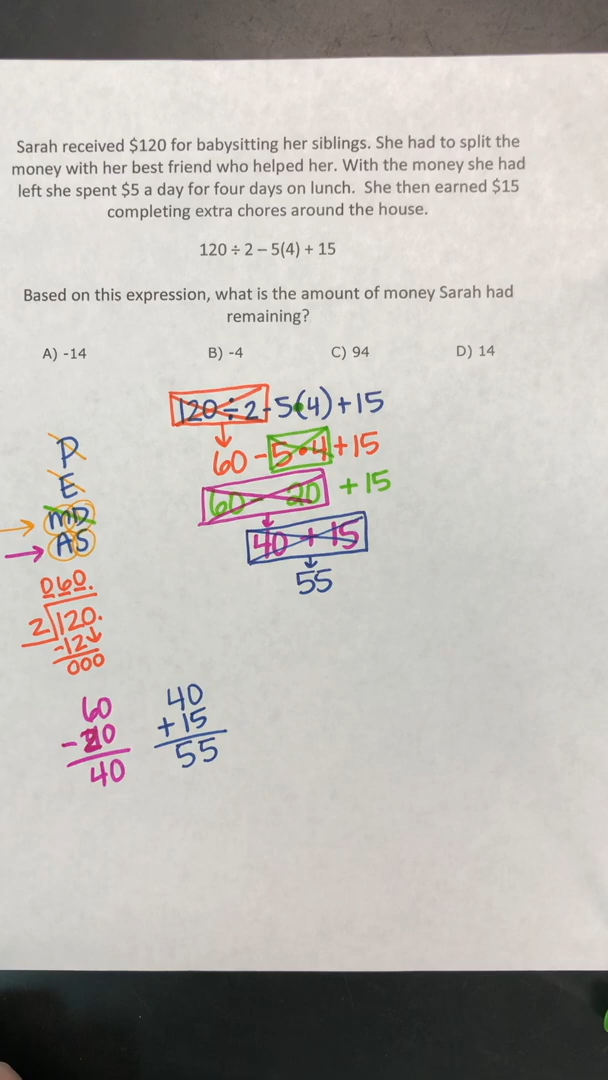 Sarah received $120 for babysitting her siblings. She had to split the
money with her best friend who helped her. With the money she had
left she spent $5 a day for four days on lunch. She then earned $15
completing extra chores around the house.
120 ÷ 2 – 5(4) + 15
Based on this expression, what is the amount of money Sarah had
remaining?
A) -14 B) -4 C) 94 D) 14
120 ÷ 2 - 5(4) + 15
60 - 5 • 4 + 15
60 - 20 + 15
40 + 15
55
P
E
MD
AS
060.
2 120.
-12
000
60
- 20
40
40
+ 15
55